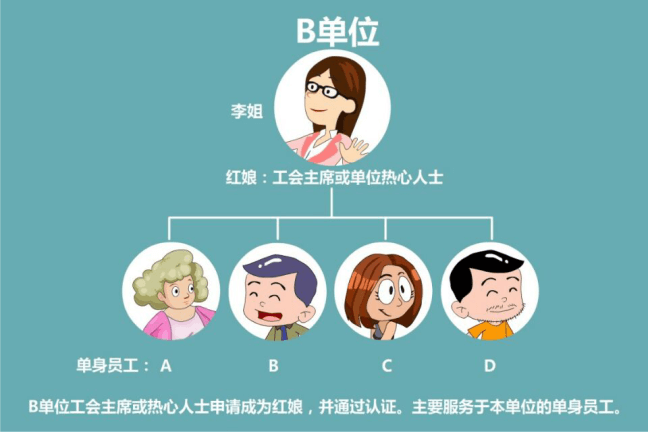 B单位
李姐
红娘：工会主席或单位热心人士
单身员工： A B C D
B单位工会主席或热心人士申请成为红娘，并通过认证。主要服务于本单位的单身员工。